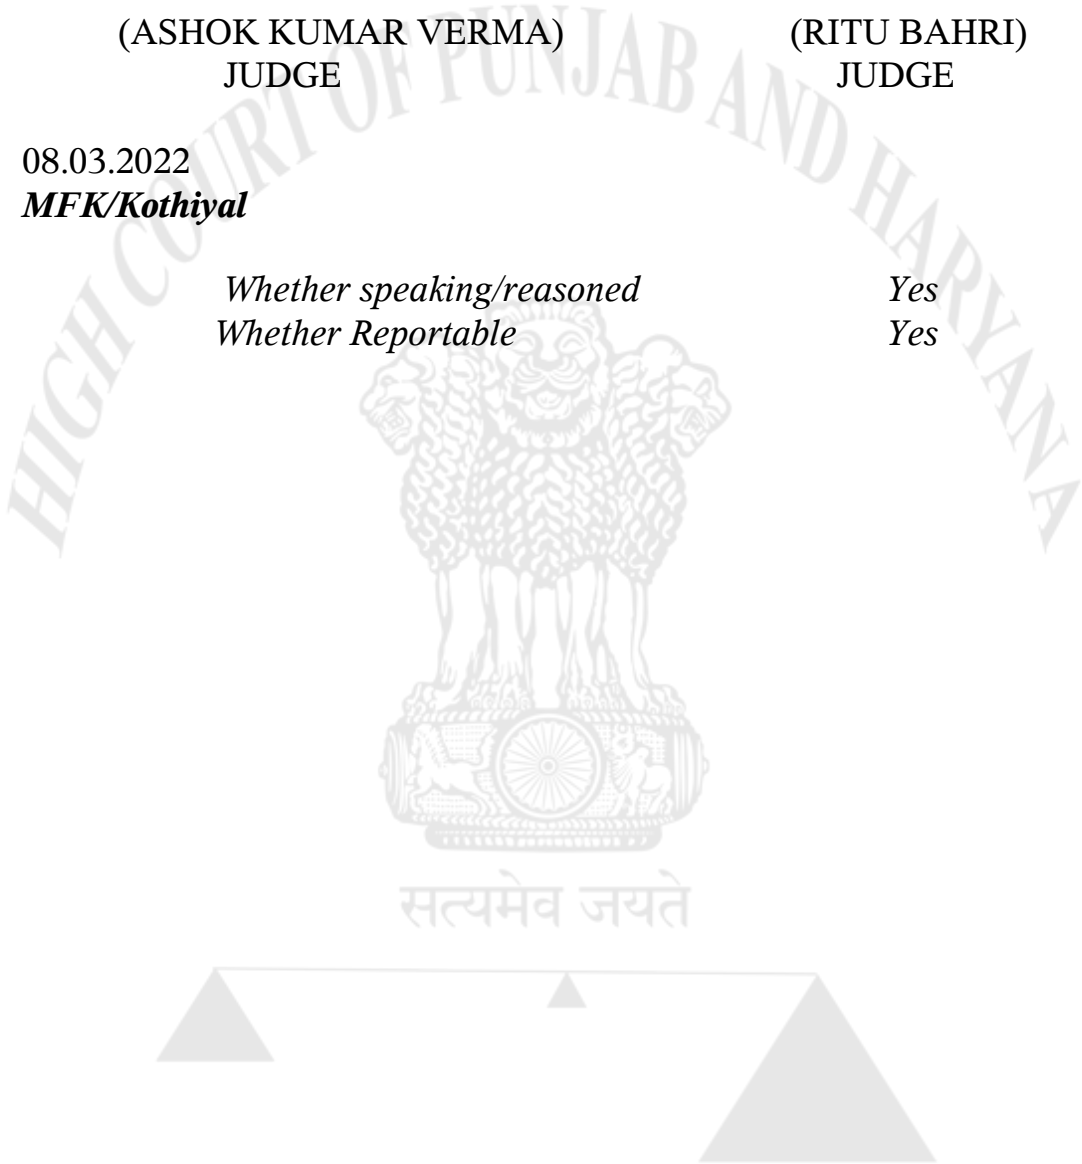 (ASHOK KUMAR VERMA) (RITU BAHRI)
JUDGE JUDGE
08.03.2022
MFK/Kothiyal
Whether speaking/reasoned Yes
Whether Reportable Yes
HIGH COURT OF PUNJAB AND HARYANA
सत्यमेव जयते